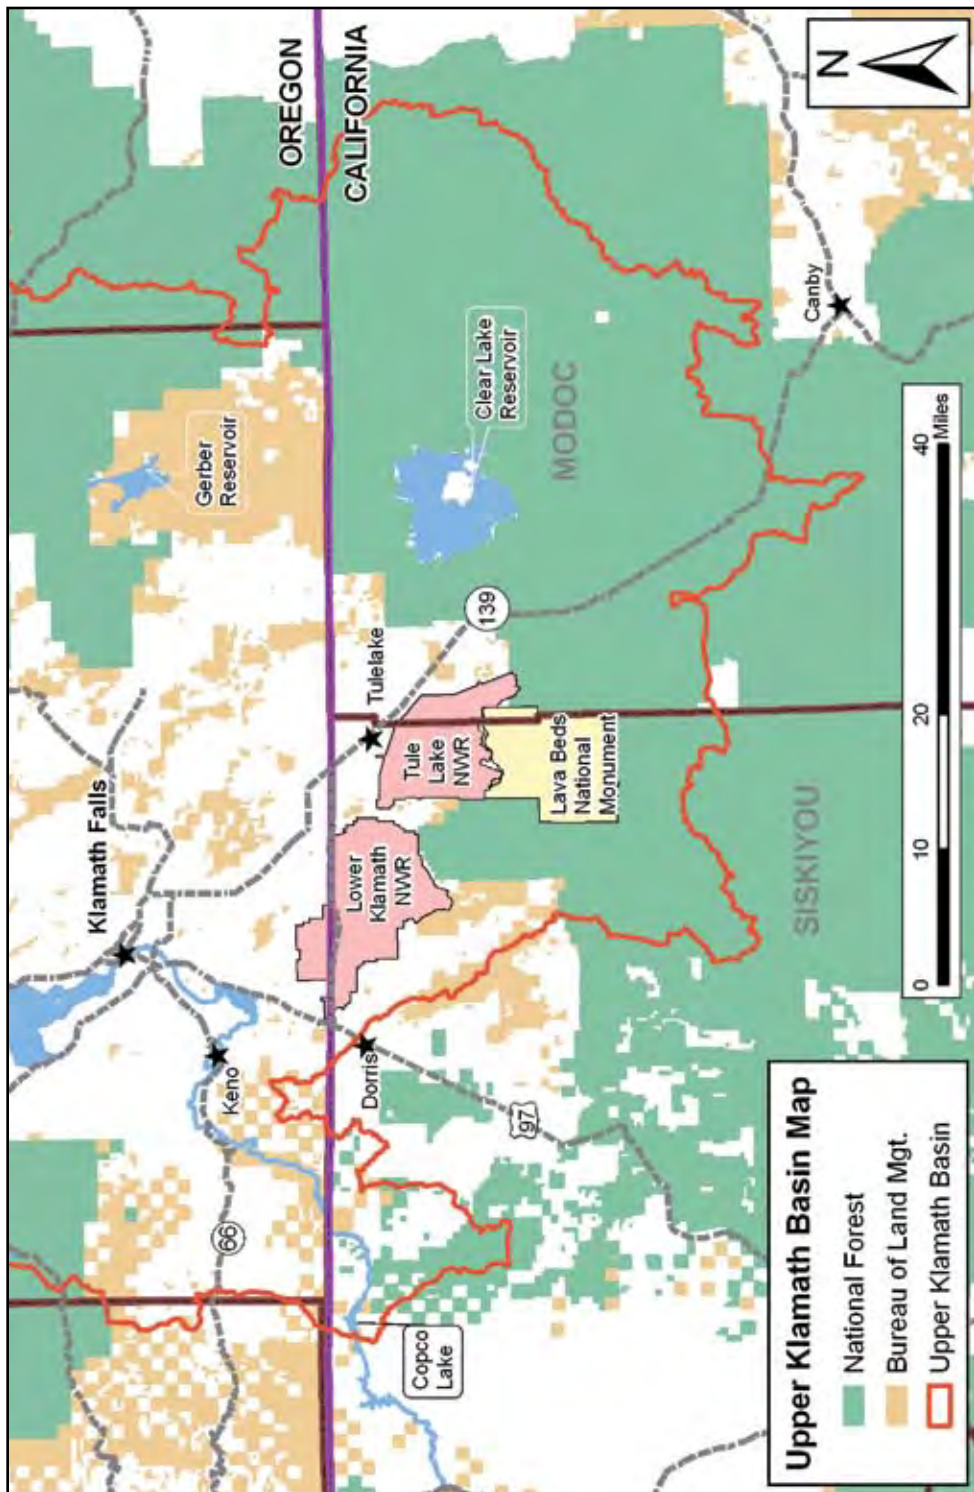 OREGON
CALIFORNIA
Klamath Falls
Gerber
Reservoir
Keno
66
Lower
Klamath
NWR
Tulelake
Tule
Lake
NWR
139
Clear Lake
Reservoir
Dorris
Copco
Lake
97
Lava Beds
National
Monument
MODOC
SISKIYOU
Canby
N
Upper Klamath Basin Map
National Forest
Bureau of Land Mgt.
Upper Klamath Basin
0 10 20 40
Miles